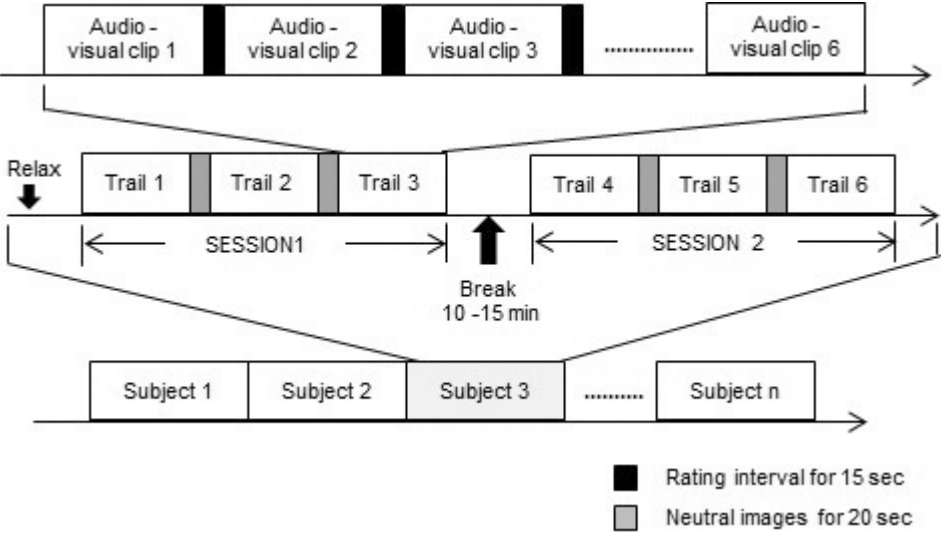 Audio - visual clip 1
Audio - visual clip 2
Audio - visual clip 3
..............
Audio - visual clip 6
Relax
Trail 1
Trail 2
Trail 3
Trail 4
Trail 5
Trail 6
SESSION1
SESSION 2
Break
10 -15 min
Subject 1
Subject 2
Subject 3
..........
Subject n
Rating interval for 15 sec
Neutral images for 20 sec